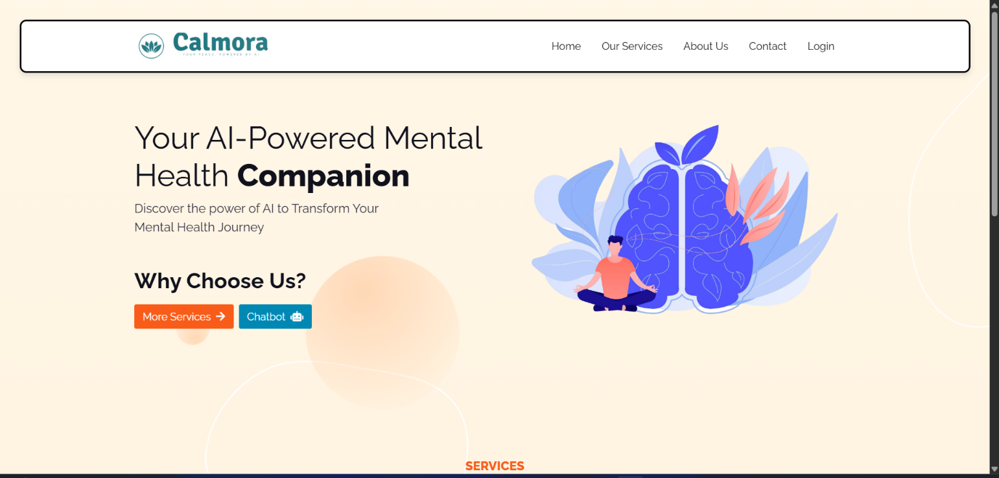 Calmora
YOUR PEACE, POWERED BY AI
Home
Our Services
About Us
Contact
Login
Your AI-Powered Mental
Health Companion
Discover the power of AI to Transform Your
Mental Health Journey
Why Choose Us?
More Services
Chatbot
SERVICES